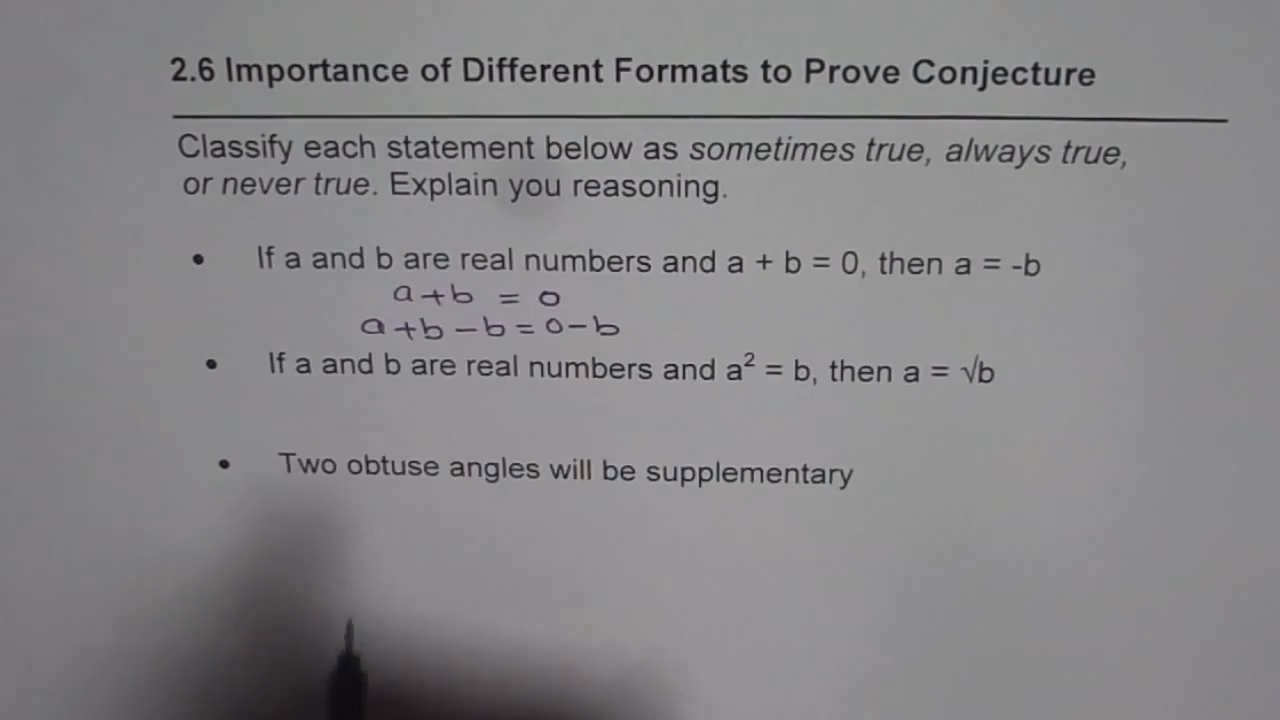 2.6 Importance of Different Formats to Prove Conjecture
Classify each statement below as sometimes true, always true,
or never true. Explain you reasoning.
• If a and b are real numbers and a + b = 0, then a = -b
a+b = 0
a+b-b=0-b
• If a and b are real numbers and a² = b, then a = √b
• Two obtuse angles will be supplementary